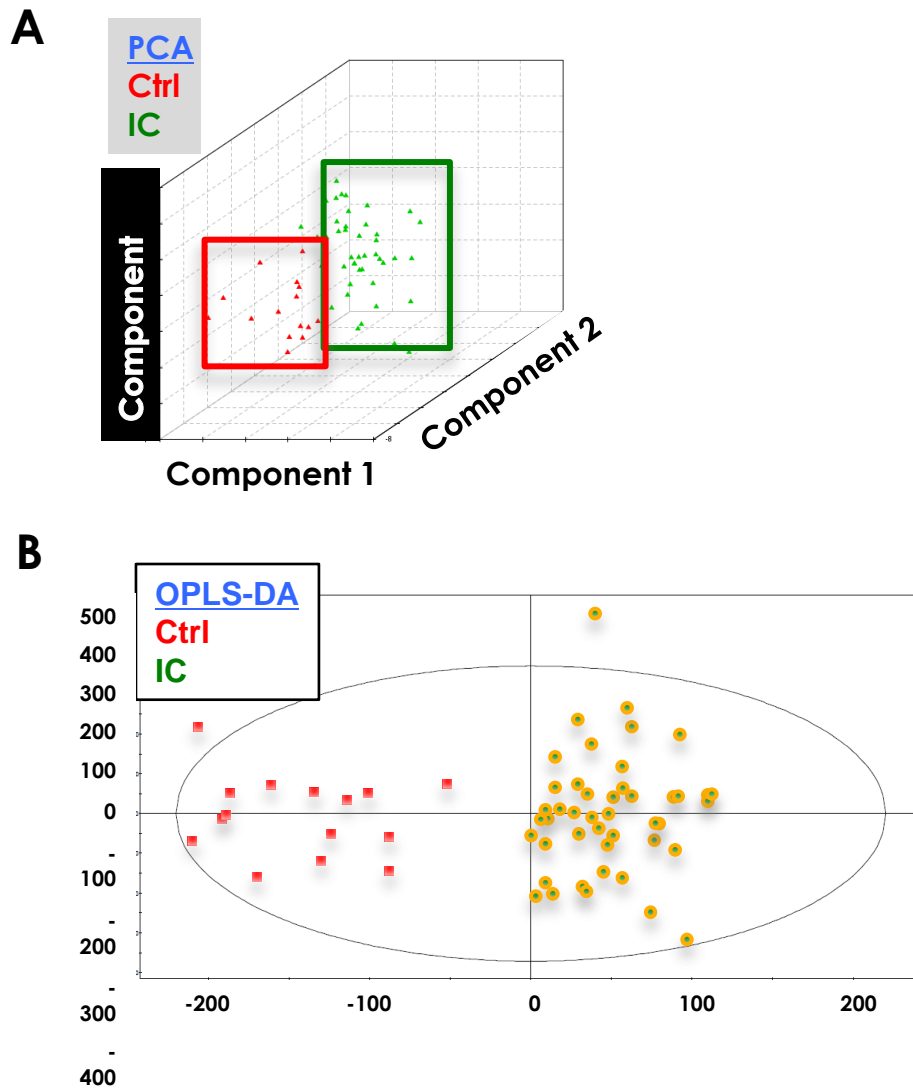 A
PCA
Ctrl
IC
Component
-8
Component 2
Component 1
B
OPLS-DA
Ctrl
IC
500
400
300
200
100
0
-
100
-
200
-
300
-
400
-200
-100
0
100
200